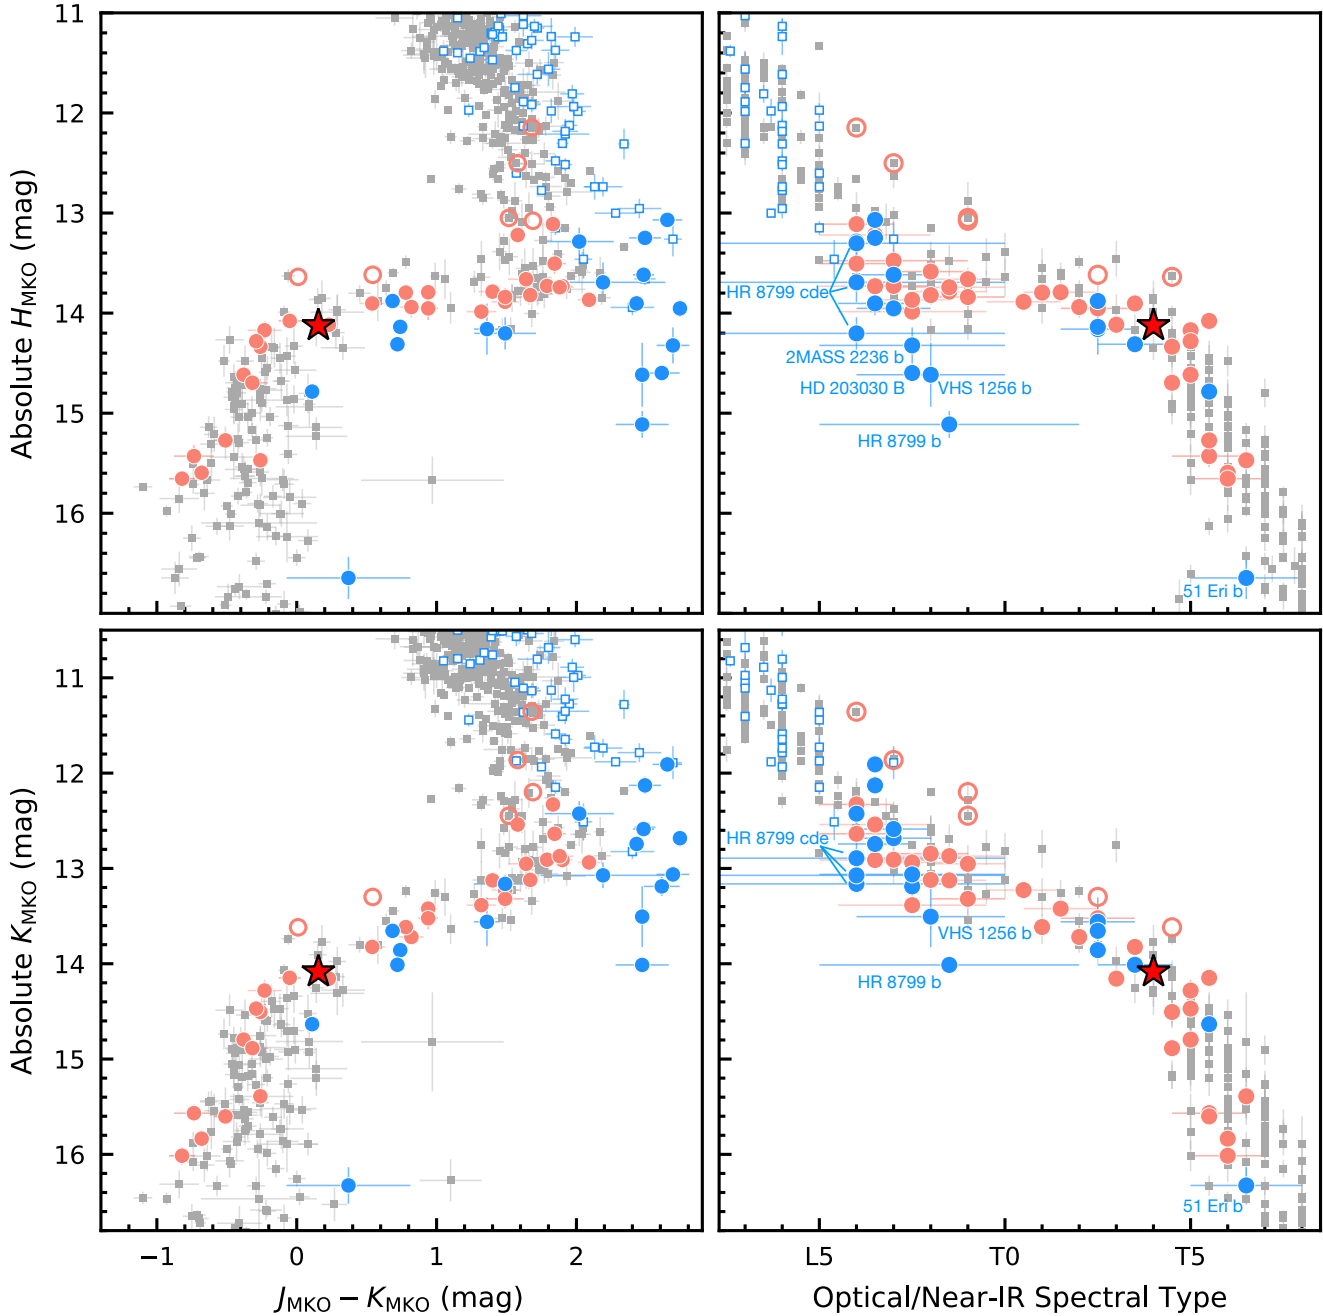 11
12
13
14
15
16
Absolute H_MKO (mag)
HR 8799 cde
2MASS 2236 b
HD 203030 B
VHS 1256 b
HR 8799 b
51 Eri b
11
12
13
14
15
16
Absolute K_MKO (mag)
HR 8799 cde
VHS 1256 b
HR 8799 b
51 Eri b
−1 0 1 2
L5 T0 T5
J_MKO − K_MKO (mag)
Optical/Near-IR Spectral Type